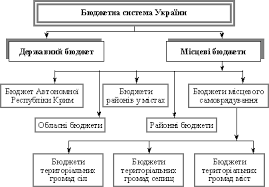 Бюджетна система України
Державний бюджет
Місцеві бюджети
Бюджет Автономної
Республіки Крим
Бюджети
районів у містах
Бюджети місцевого
самоврядування
Обласні бюджети
Районні бюджети
Бюджети
територіальних
громад сіл
Бюджети
територіальних
громад селищ
Бюджети
територіальних
громад міст